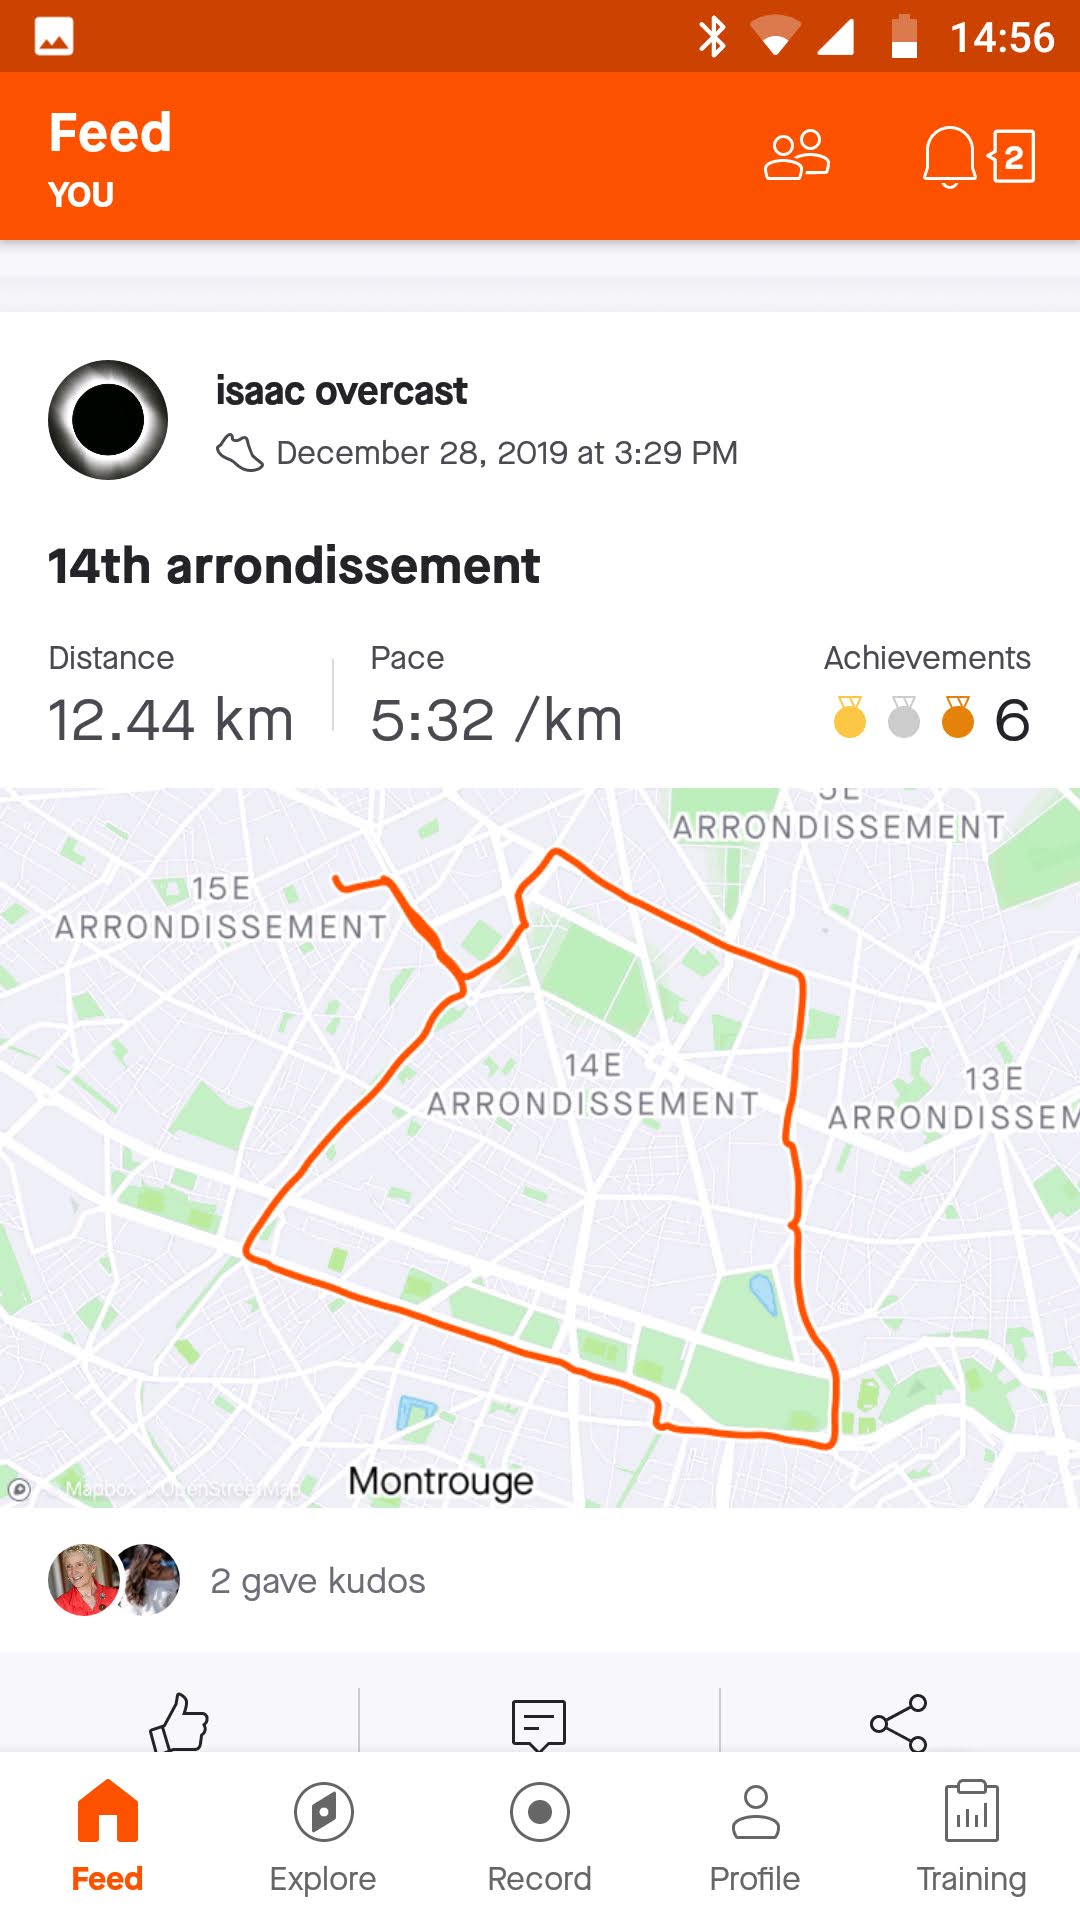 14:56
Feed
YOU
2
isaac overcast
December 28, 2019 at 3:29 PM
14th arrondissement
Distance
Pace
Achievements
12.44 km
5:32 /km
6
5E
ARRONDISSEMENT
15E
ARRONDISSEMENT
14E
ARRONDISSEMENT
13E
ARRONDISSEM
Montrouge
© Mapbox © OpenStreetMap
2 gave kudos
Feed
Explore
Record
Profile
Training